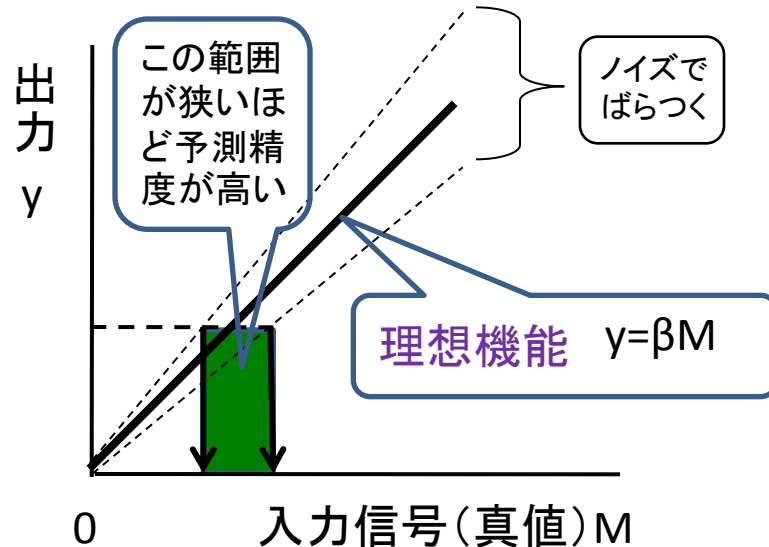 出
力
y
この範囲
が狭いほ
ど予測精
度が高い
ノイズで
ばらつく
理想機能 y=βM
0
入力信号(真値)M